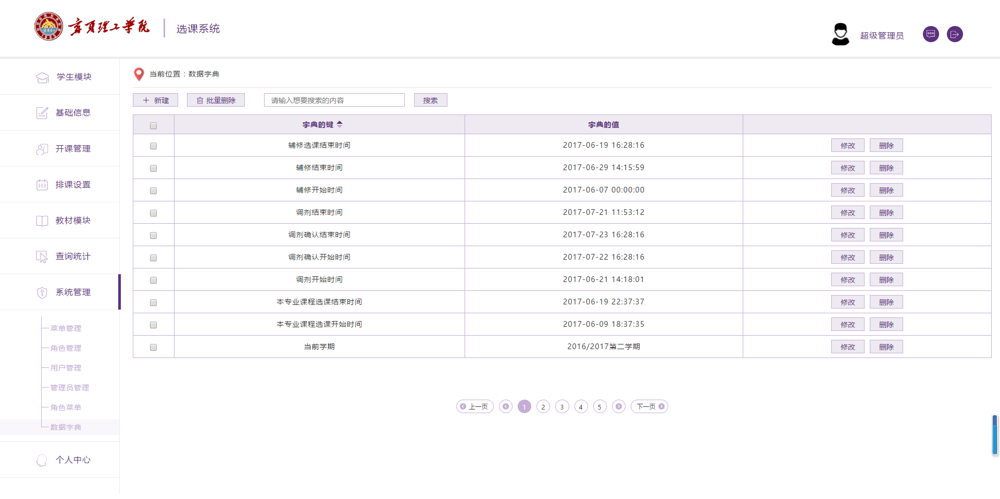 宁夏理工学院
选课系统
超级管理员
学生模块
基础信息
开课管理
排课设置
教材模块
查询统计
系统管理
菜单管理
角色管理
用户管理
管理员管理
角色菜单
数据字典
个人中心
当前位置：数据字典
新建 批量删除 请输入想要搜索的内容 搜索
字典的键 字典的值
辅修选课结束时间 2017-06-19 16:28:16 修改 删除
辅修结束时间 2017-06-29 14:15:59 修改 删除
辅修开始时间 2017-06-07 00:00:00 修改 删除
调剂结束时间 2017-07-21 11:53:12 修改 删除
调剂确认结束时间 2017-07-23 16:28:16 修改 删除
调剂确认开始时间 2017-07-22 16:28:16 修改 删除
调剂开始时间 2017-06-21 14:18:01 修改 删除
本专业课程选课结束时间 2017-06-19 22:37:37 修改 删除
本专业课程选课开始时间 2017-06-09 18:37:35 修改 删除
当前学期 2016/2017第二学期 修改 删除
上一页 1 2 3 4 5 下一页